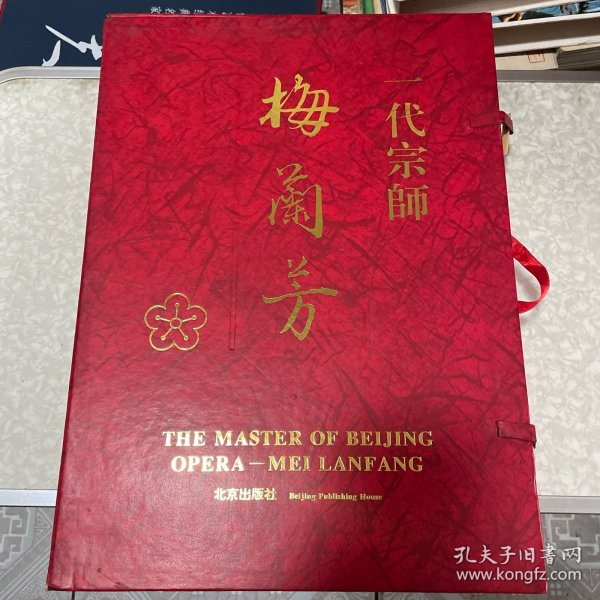 一代宗師
梅蘭芳
THE MASTER OF BEIJING
OPERA－MEI LANFANG
北京出版社 Beijing Publishing House
孔夫子旧书网
www.kongfz.com